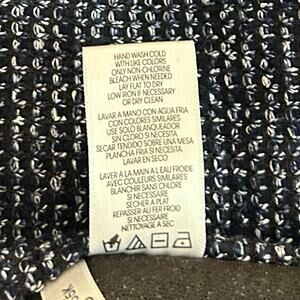 HAND WASH COLD
WITH LIKE COLORS
ONLY NON-CHLORINE
BLEACH WHEN NEEDED
LAY FLAT TO DRY
LOW IRON IF NECESSARY
OR DRY CLEAN
LAVAR A MANO CON AGUA FRIA
CON COLORES SIMILARES
USE SOLO BLANQUEADOR
SIN CLORO SI NECESITA
SECAR TENDIDO SOBRE UNA MESA
PLANCHA FRIA SI NECESITA
LAVAR EN SECO
LAVER A LA MAIN A L EAU FROIDE
AVEC COULEURS SIMILAIRES
BLANCHIR SANS CHLORE
SI NECESSAIRE
SECHER A PLAT
REPASSER AU FER FROID
SI NECESSAIRE
NETTOYAGE A SEC